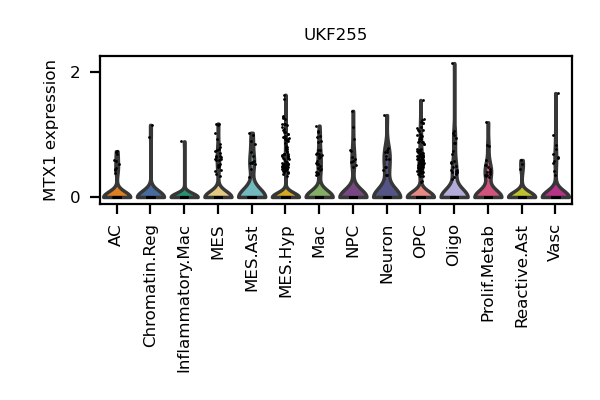 UKF255
MTX1 expression
2
0
AC
Chromatin.Reg
Inflammatory.Mac
MES
MES.Ast
MES.Hyp
Mac
NPC
Neuron
OPC
Oligo
Prolif.Metab
Reactive.Ast
Vasc